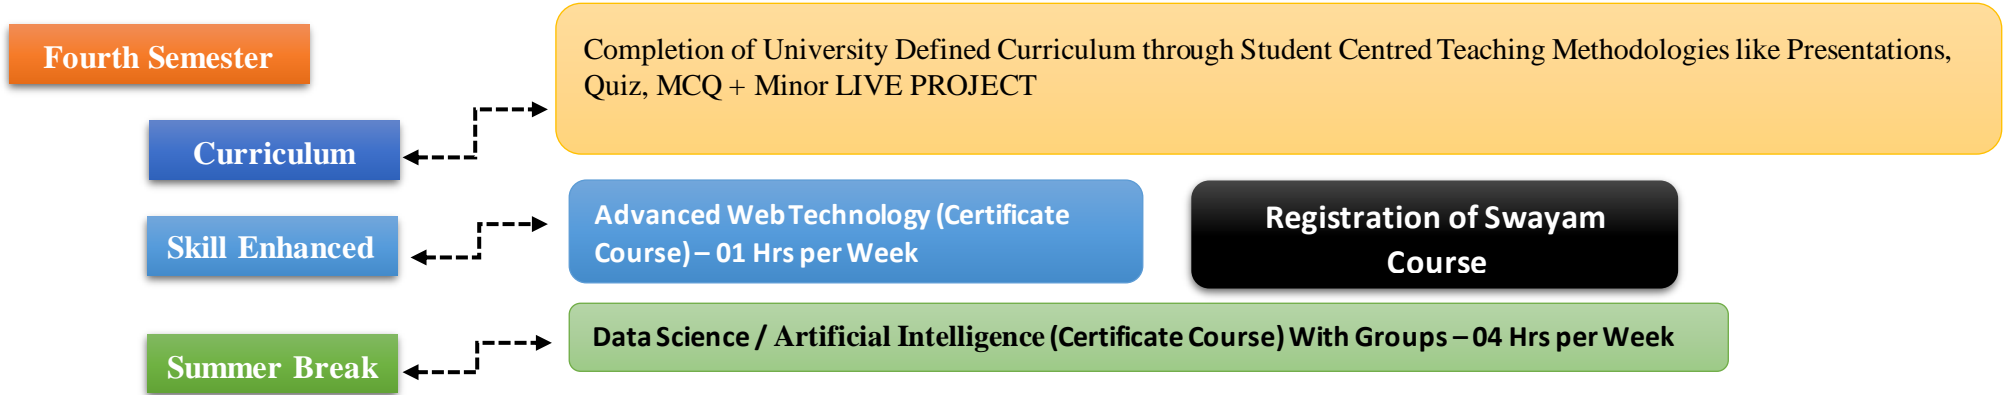 Fourth Semester
Completion of University Defined Curriculum through Student Centred Teaching Methodologies like Presentations,
Quiz, MCQ + Minor LIVE PROJECT
Curriculum
Skill Enhanced
Advanced Web Technology (Certificate
Course) – 01 Hrs per Week
Registration of Swayam
Course
Summer Break
Data Science / Artificial Intelligence (Certificate Course) With Groups – 04 Hrs per Week